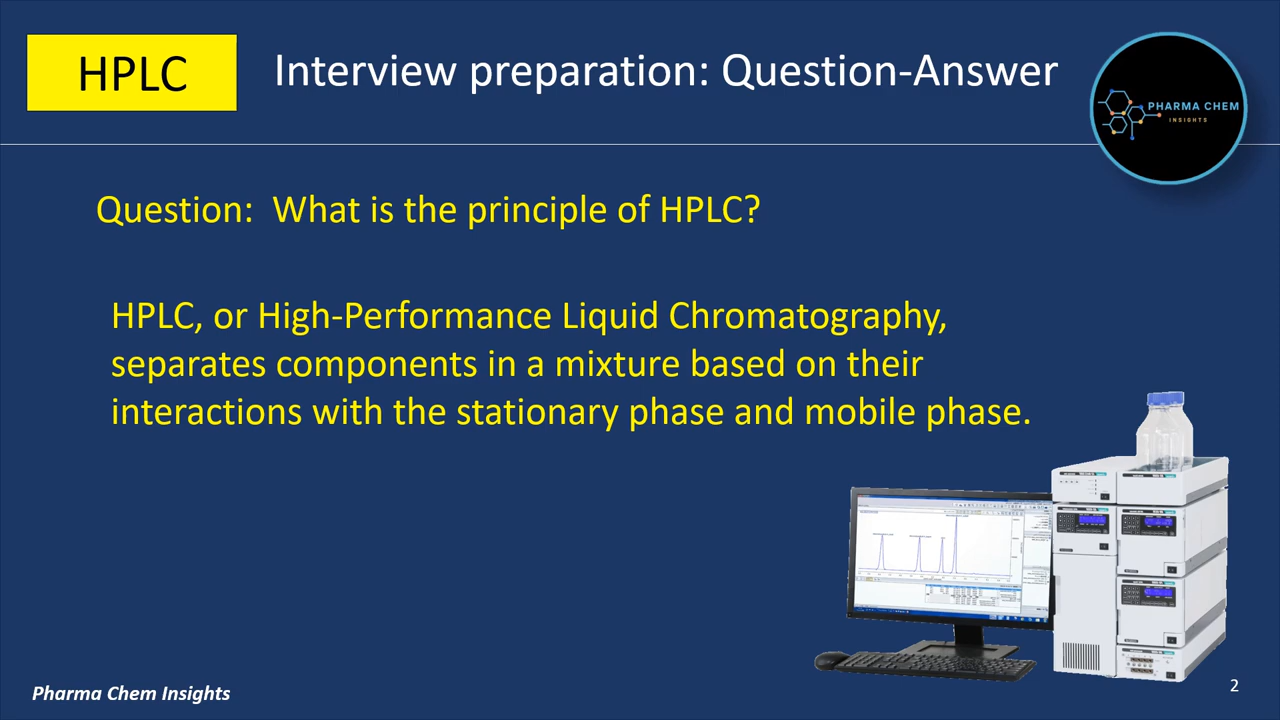 HPLC
Interview preparation: Question-Answer
PHARMA CHEM
INSIGHTS
Question:  What is the principle of HPLC?
HPLC, or High-Performance Liquid Chromatography,
separates components in a mixture based on their
interactions with the stationary phase and mobile phase.
Pharma Chem Insights
2